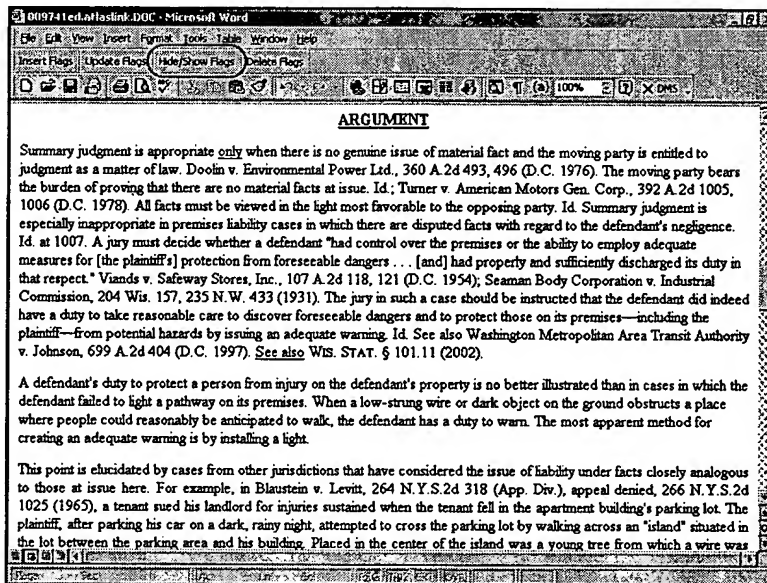 009741ed.atlaslink.DOC - Microsoft Word
File Edit View Insert Format Tools Table Window Help
Insert Flags Update Flags Hide/Show Flags Delete Flags
100% DMS
ARGUMENT
Summary judgment is appropriate only when there is no genuine issue of material fact and the moving party is entitled to
judgment as a matter of law. Doolin v. Environmental Power Ltd., 360 A.2d 493, 496 (D.C. 1976). The moving party bears
the burden of proving that there are no material facts at issue. Id.; Turner v. American Motors Gen. Corp., 392 A.2d 1005,
1006 (D.C. 1978). All facts must be viewed in the light most favorable to the opposing party. Id. Summary judgment is
especially inappropriate in premises liability cases in which there are disputed facts with regard to the defendant's negligence.
Id. at 1007. A jury must decide whether a defendant "had control over the premises or the ability to employ adequate
measures for [the plaintiff's] protection from foreseeable dangers . . . [and] had properly and sufficiently discharged its duty in
that respect." Viands v. Safeway Stores, Inc., 107 A.2d 118, 121 (D.C. 1954); Seaman Body Corporation v. Industrial
Commission, 204 Wis. 157, 235 N.W. 433 (1931). The jury in such a case should be instructed that the defendant did indeed
have a duty to take reasonable care to discover foreseeable dangers and to protect those on its premises—including the
plaintiff—from potential hazards by issuing an adequate warning. Id. See also Washington Metropolitan Area Transit Authority
v. Johnson, 699 A.2d 404 (D.C. 1997). See also WIS. STAT. § 101.11 (2002).
A defendant's duty to protect a person from injury on the defendant's property is no better illustrated than in cases in which the
defendant failed to light a pathway on its premises. When a low-strung wire or dark object on the ground obstructs a place
where people could reasonably be anticipated to walk, the defendant has a duty to warn. The most apparent method for
creating an adequate warning is by installing a light.
This point is elucidated by cases from other jurisdictions that have considered the issue of liability under facts closely analogous
to those at issue here. For example, in Blaustein v. Levitt, 264 N.Y.S.2d 318 (App. Div.), appeal denied, 266 N.Y.S.2d
1025 (1965), a tenant sued his landlord for injuries sustained when the tenant fell in the apartment building's parking lot. The
plaintiff, after parking his car on a dark, rainy night, attempted to cross the parking lot by walking across an "island" situated in
the lot between the parking area and his building. Placed in the center of the island was a young tree from which a wire was